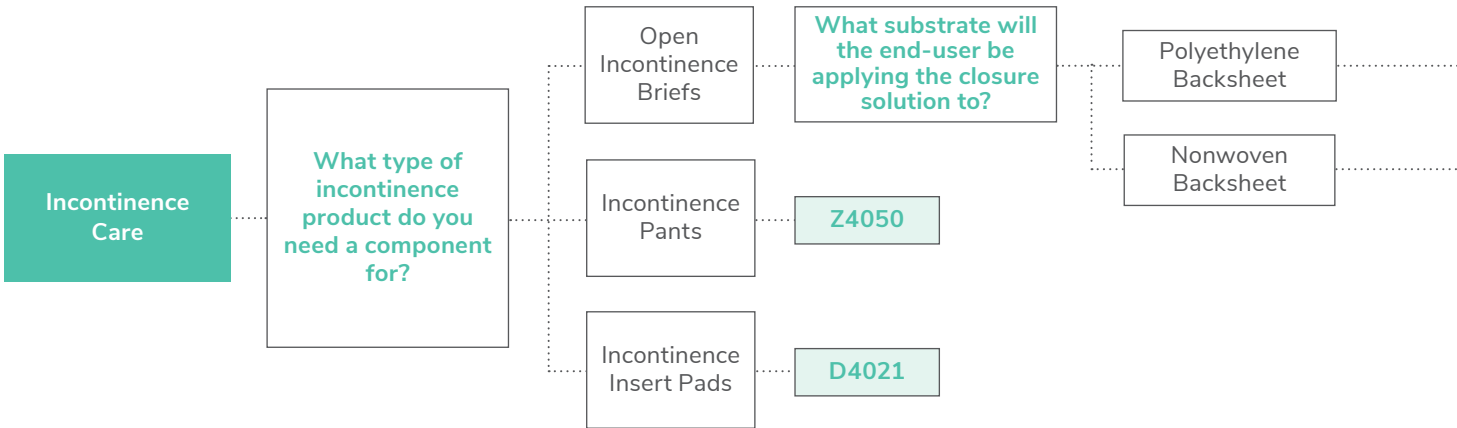 Incontinence
Care
What type of
incontinence
product do you
need a component
for?
Open
Incontinence
Briefs
What substrate will
the end-user be
applying the closure
solution to?
Polyethylene
Backsheet
Nonwoven
Backsheet
Incontinence
Pants
Z4050
Incontinence
Insert Pads
D4021